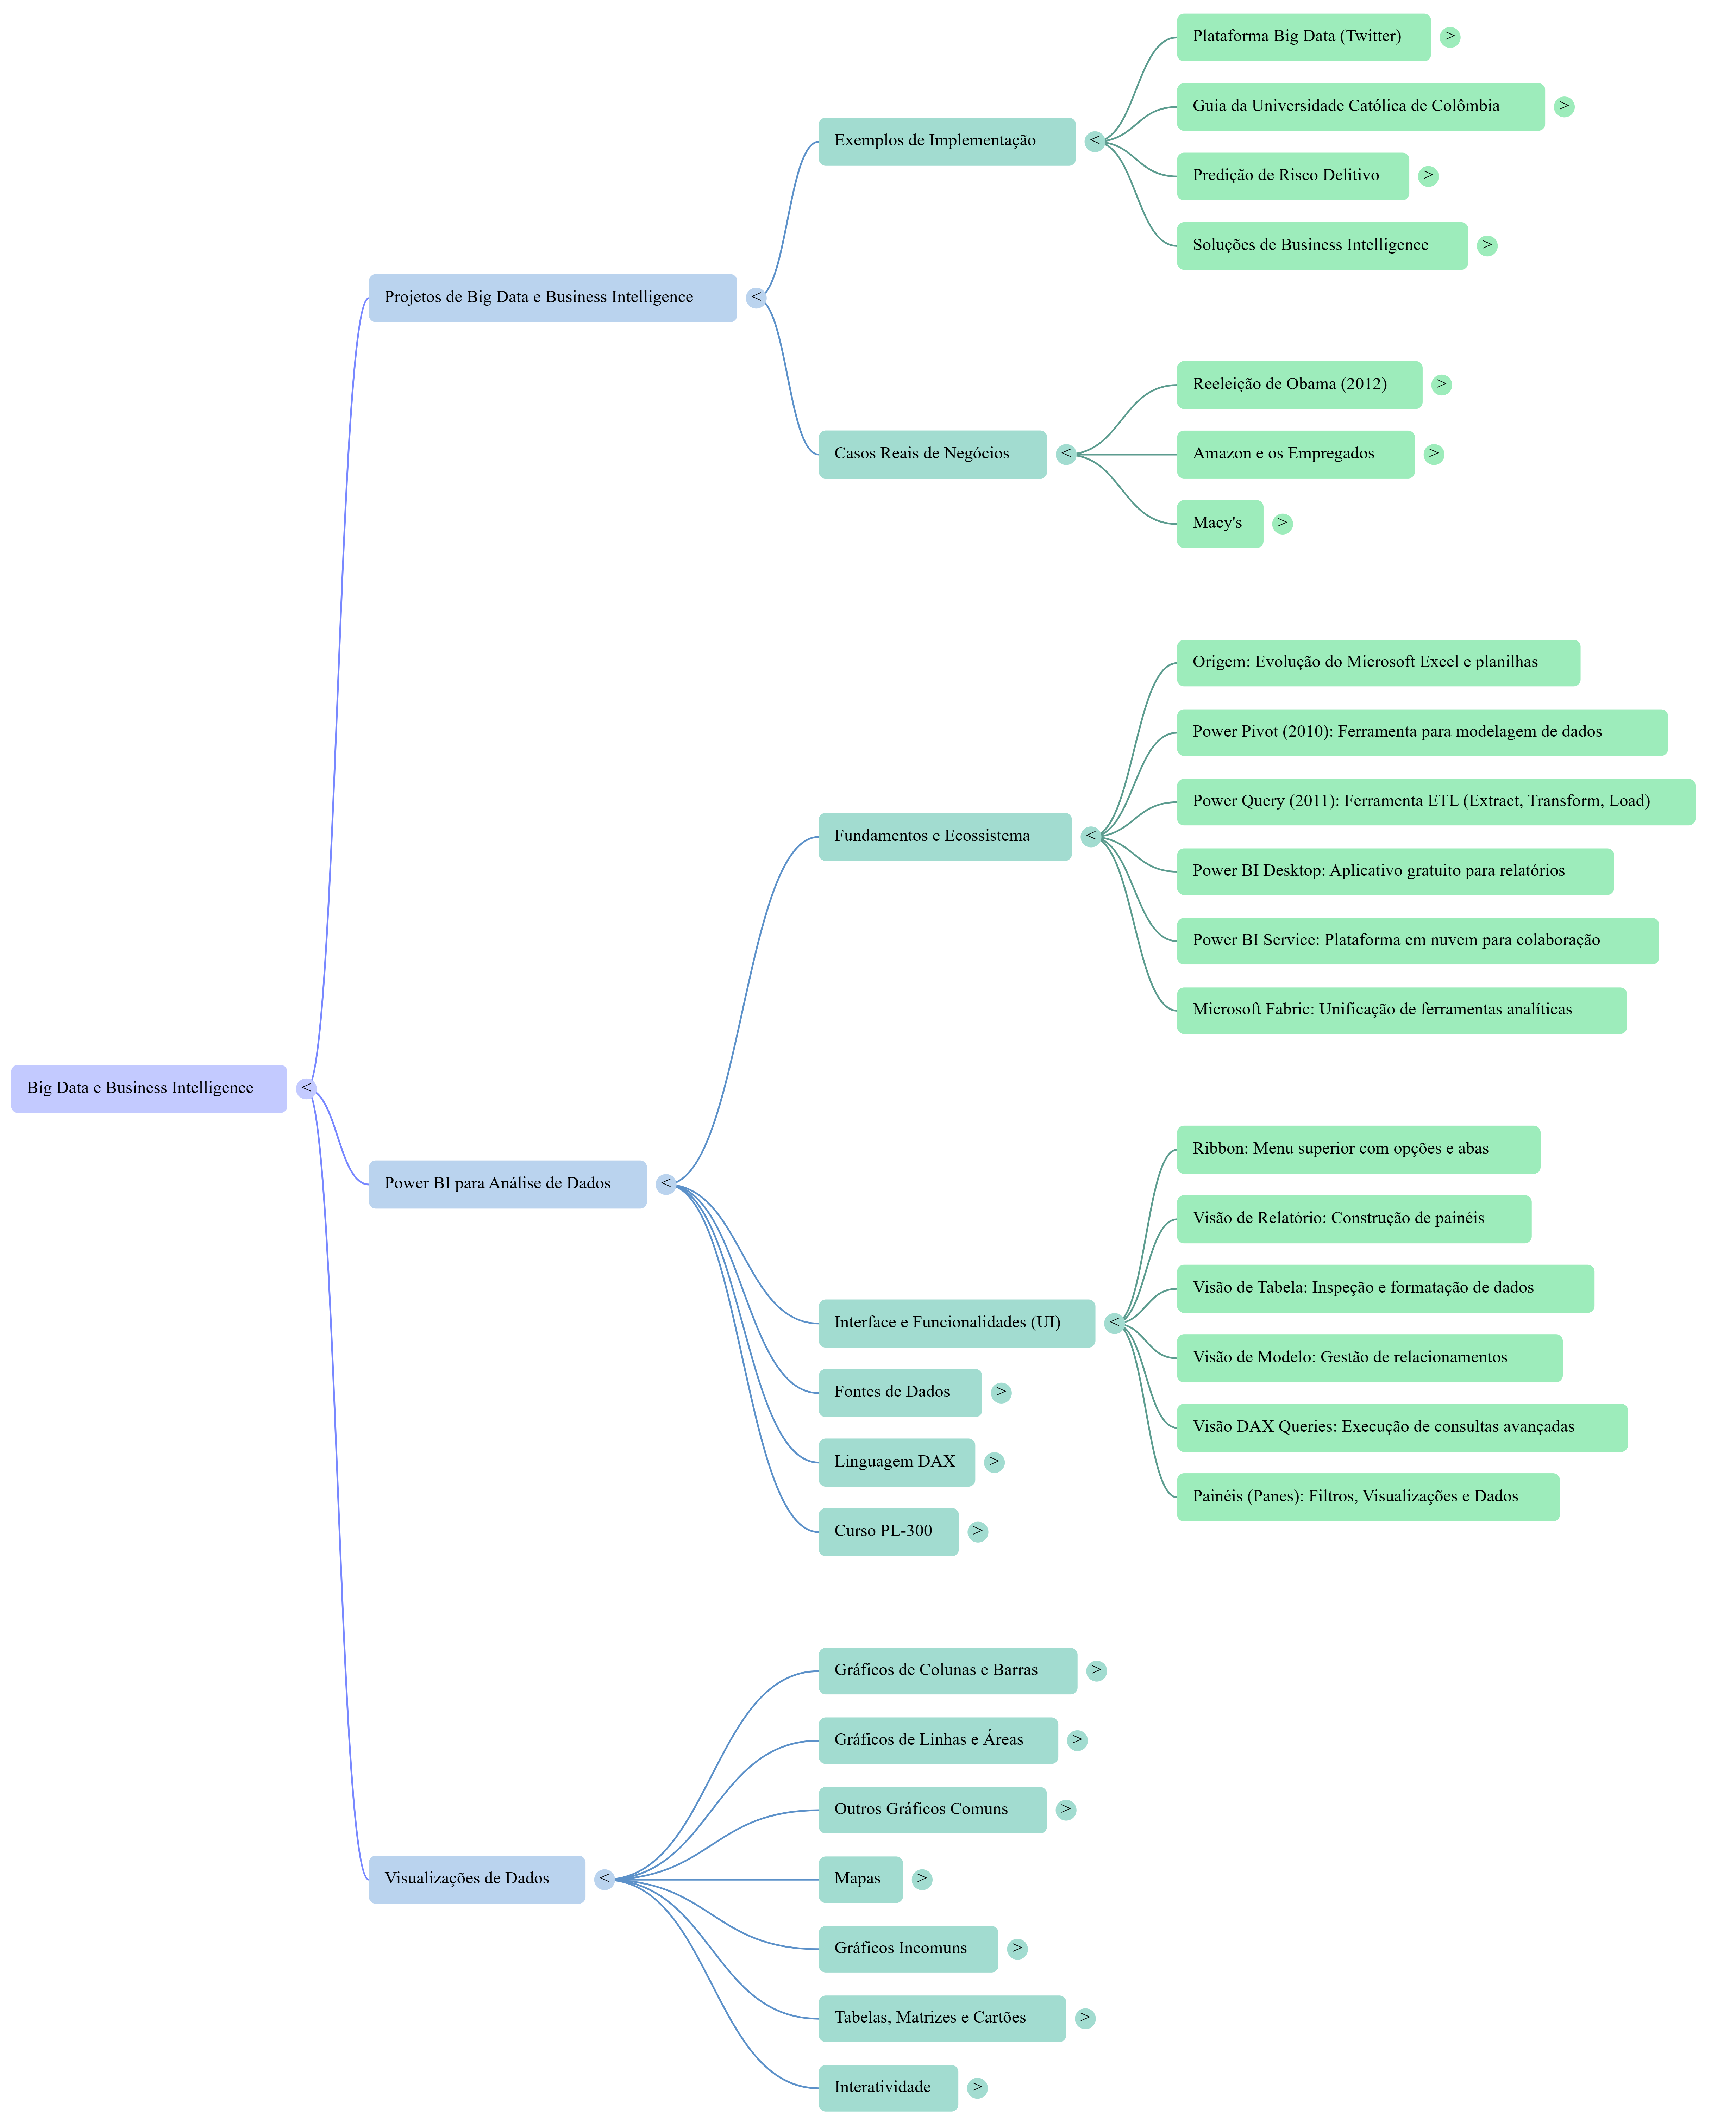 Big Data e Business Intelligence
<
Projetos de Big Data e Business Intelligence
<
Exemplos de Implementação
<
Plataforma Big Data (Twitter)
>
Guia da Universidade Católica de Colômbia
>
Predição de Risco Delitivo
>
Soluções de Business Intelligence
>
Casos Reais de Negócios
<
Reeleição de Obama (2012)
>
Amazon e os Empregados
>
Macy's
>
Power BI para Análise de Dados
<
Fundamentos e Ecossistema
<
Origem: Evolução do Microsoft Excel e planilhas
Power Pivot (2010): Ferramenta para modelagem de dados
Power Query (2011): Ferramenta ETL (Extract, Transform, Load)
Power BI Desktop: Aplicativo gratuito para relatórios
Power BI Service: Plataforma em nuvem para colaboração
Microsoft Fabric: Unificação de ferramentas analíticas
Interface e Funcionalidades (UI)
<
Ribbon: Menu superior com opções e abas
Visão de Relatório: Construção de painéis
Visão de Tabela: Inspeção e formatação de dados
Visão de Modelo: Gestão de relacionamentos
Visão DAX Queries: Execução de consultas avançadas
Painéis (Panes): Filtros, Visualizações e Dados
Fontes de Dados
>
Linguagem DAX
>
Curso PL-300
>
Visualizações de Dados
<
Gráficos de Colunas e Barras
>
Gráficos de Linhas e Áreas
>
Outros Gráficos Comuns
>
Mapas
>
Gráficos Incomuns
>
Tabelas, Matrizes e Cartões
>
Interatividade
>